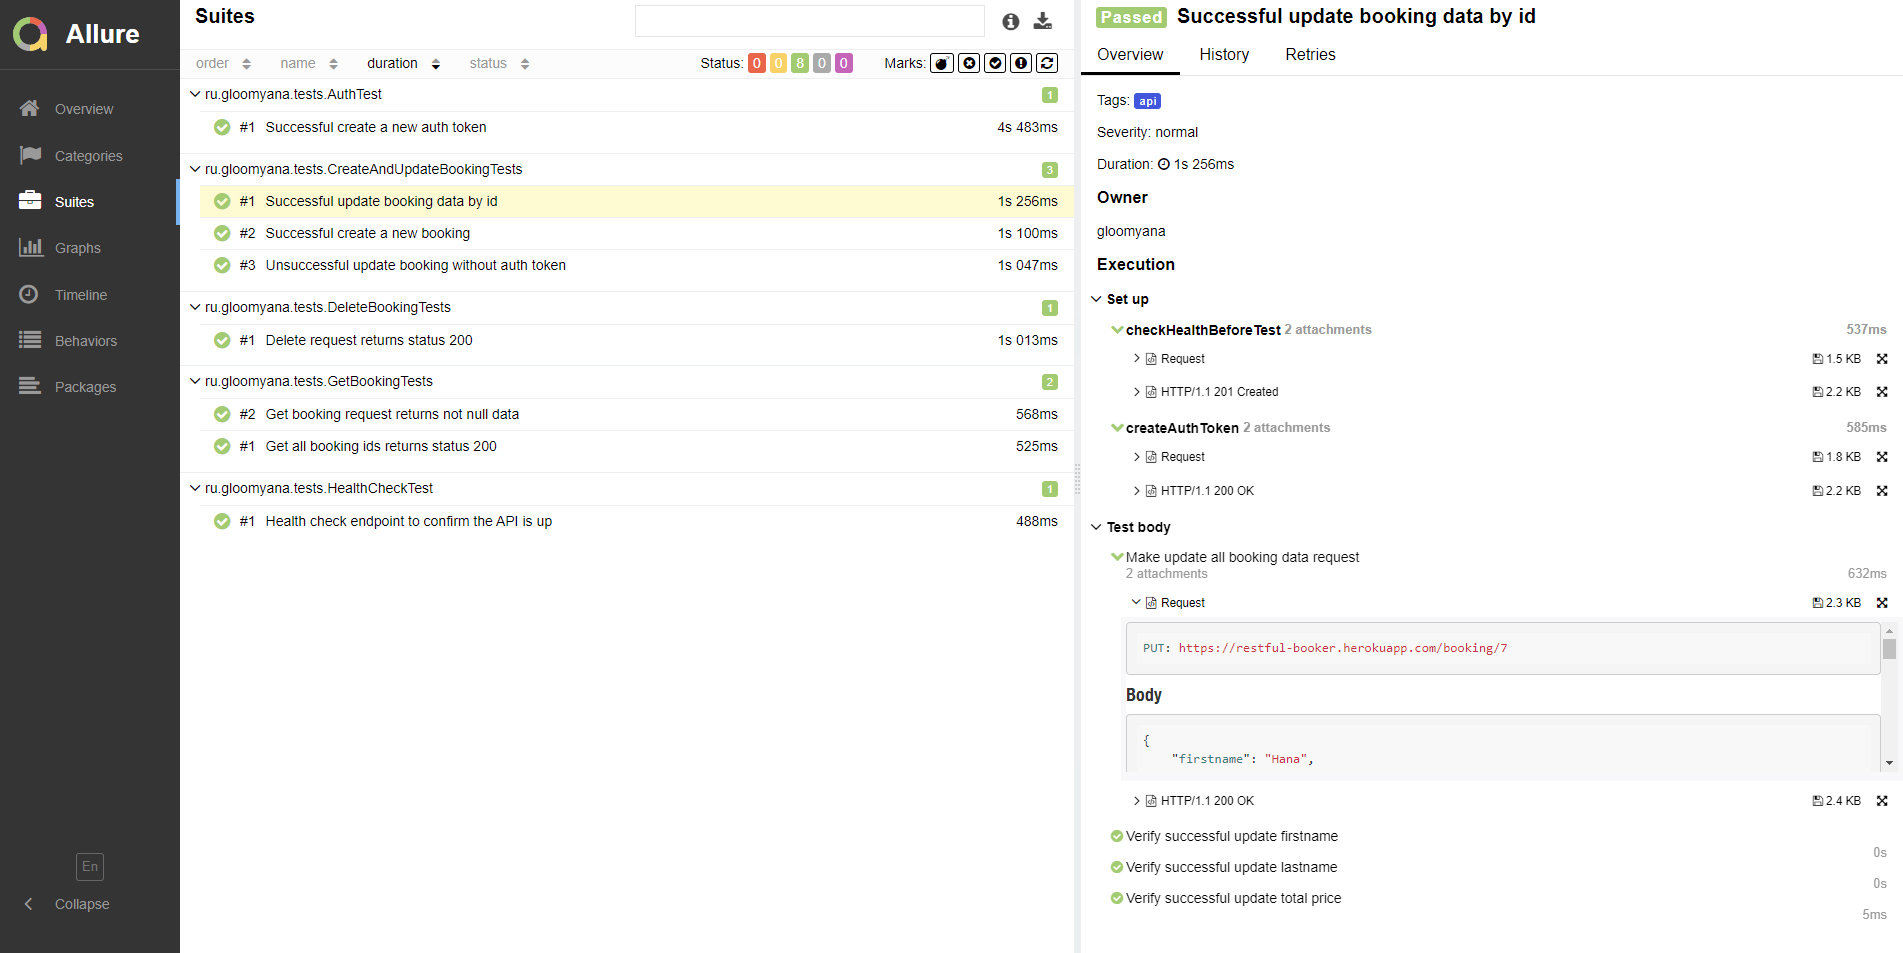 Allure
Overview
Categories
Suites
Graphs
Timeline
Behaviors
Packages
En
Collapse
Suites
order name duration status
Status: 0 0 8 0 0
Marks:
ru.gloomyana.tests.AuthTest 1
#1 Successful create a new auth token 4s 483ms
ru.gloomyana.tests.CreateAndUpdateBookingTests 3
#1 Successful update booking data by id 1s 256ms
#2 Successful create a new booking 1s 100ms
#3 Unsuccessful update booking without auth token 1s 047ms
ru.gloomyana.tests.DeleteBookingTests 1
#1 Delete request returns status 200 1s 013ms
ru.gloomyana.tests.GetBookingTests 2
#2 Get booking request returns not null data 568ms
#1 Get all booking ids returns status 200 525ms
ru.gloomyana.tests.HealthCheckTest 1
#1 Health check endpoint to confirm the API is up 488ms
Passed Successful update booking data by id
Overview History Retries
Tags: api
Severity: normal
Duration: 1s 256ms
Owner
gloomyana
Execution
Set up
checkHealthBeforeTest 2 attachments 537ms
Request 1.5 KB
HTTP/1.1 201 Created 2.2 KB
createAuthToken 2 attachments 585ms
Request 1.8 KB
HTTP/1.1 200 OK 2.2 KB
Test body
Make update all booking data request
2 attachments 632ms
Request 2.3 KB
PUT: https://restful-booker.herokuapp.com/booking/7
Body
{
"firstname": "Hana",
HTTP/1.1 200 OK 2.4 KB
Verify successful update firstname
0s
Verify successful update lastname
0s
Verify successful update total price
5ms